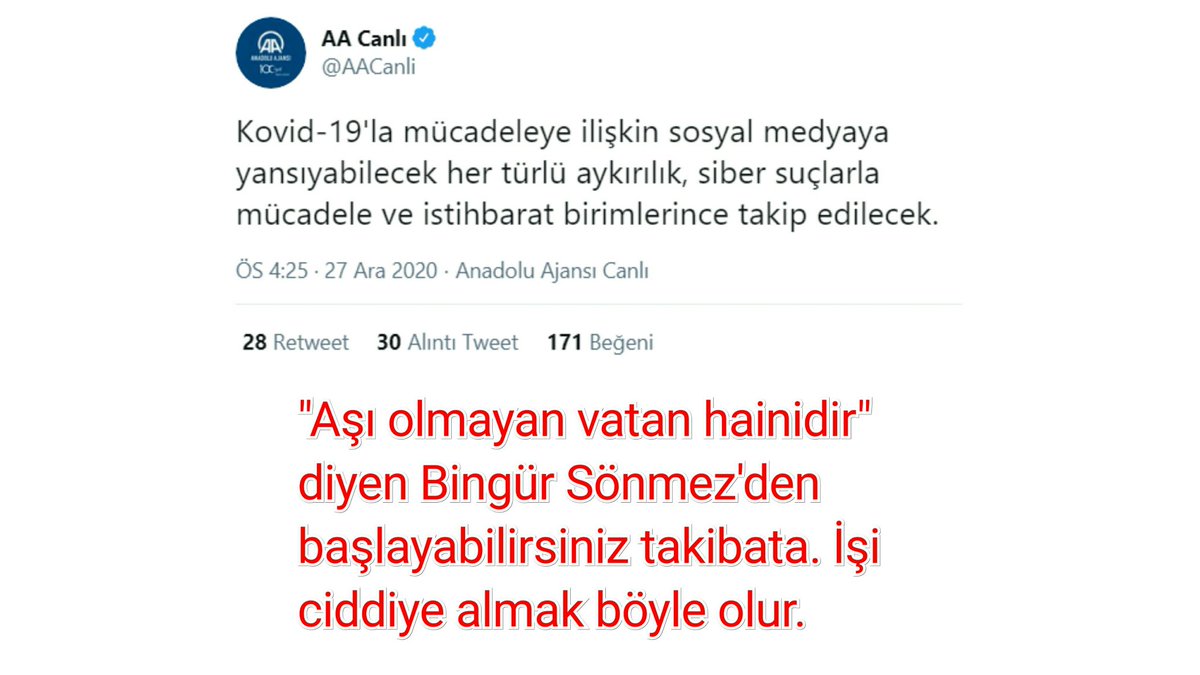 AA Canlı
@AACanli
AA
ANADOLU AJANSI
Kovid-19'la mücadeleye ilişkin sosyal medyaya
yansıyabilecek her türlü aykırılık, siber suçlarla
mücadele ve istihbarat birimlerince takip edilecek.
ÖS 4:25 · 27 Ara 2020 · Anadolu Ajansı Canlı
28 Retweet 30 Alıntı Tweet 171 Beğeni
"Aşı olmayan vatan hainidir"
diyen Bingür Sönmez'den
başlayabilirsiniz takibata. İşi
ciddiye almak böyle olur.